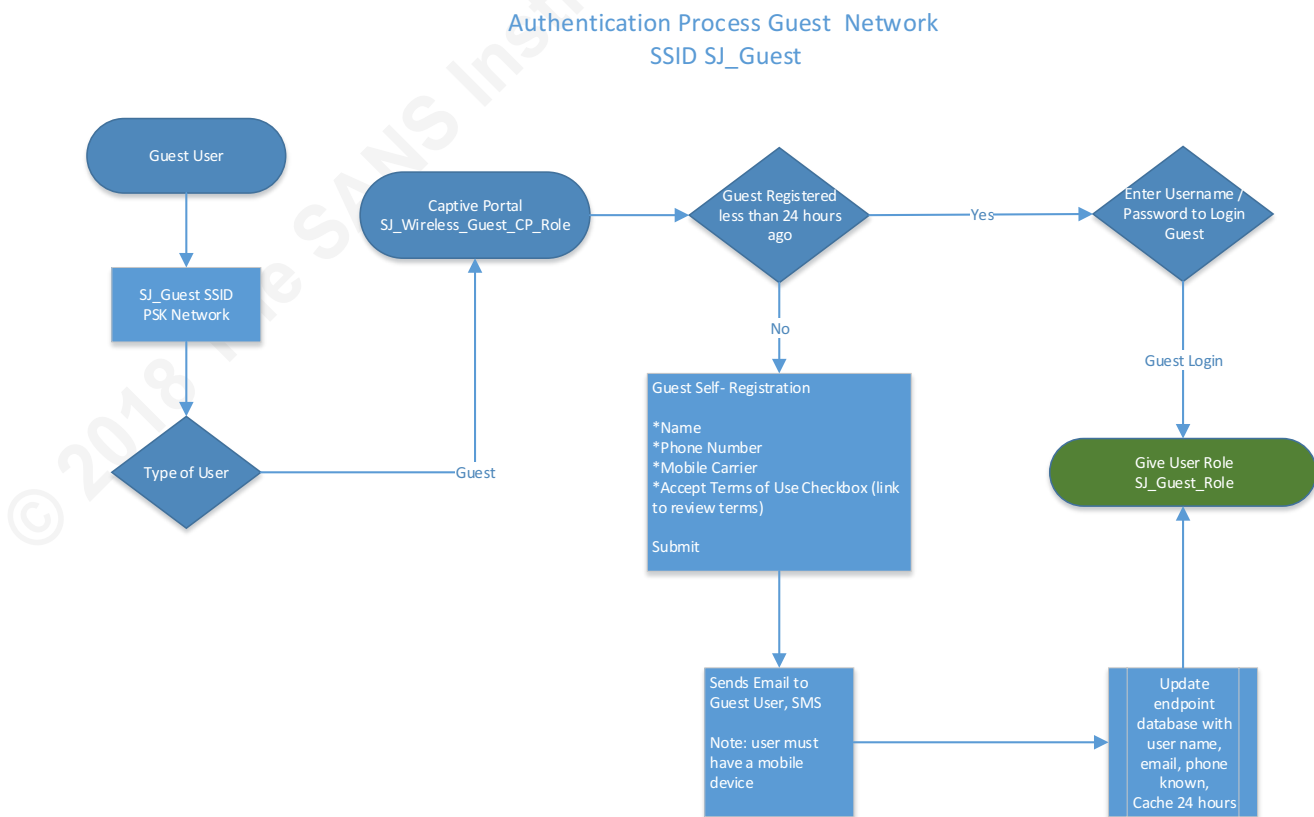 Authentication Process Guest  Network
SSID SJ_Guest
© 2018 The SANS Inst
Guest User
SJ_Guest SSID
PSK Network
Type of User
Guest
Captive Portal
SJ_Wireless_Guest_CP_Role
Guest Registered
less than 24 hours
ago
Yes
No
Enter Username /
Password to Login
Guest
Guest Login
Give User Role
SJ_Guest_Role
Guest Self- Registration
*Name
*Phone Number
*Mobile Carrier
*Accept Terms of Use Checkbox (link
to review terms)
Submit
Sends Email to
Guest User, SMS
Note: user must
have a mobile
device
Update
endpoint
database with
user name,
email, phone
known,
Cache 24 hours